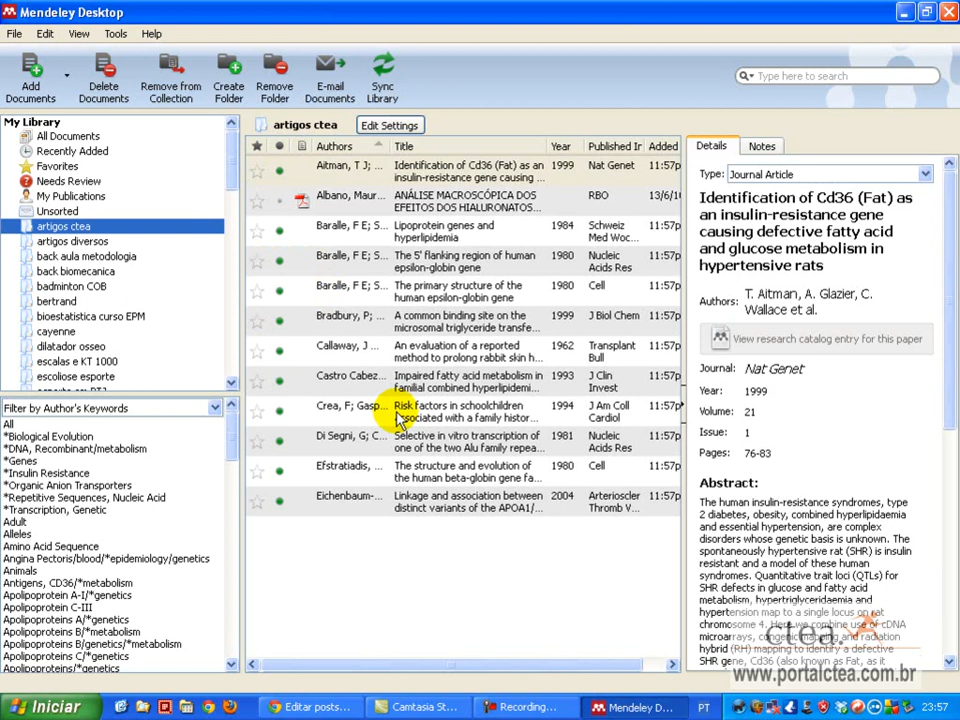 Mendeley Desktop
File Edit View Tools Help
Add Documents
Delete Documents
Remove from Collection
Create Folder
Remove Folder
E-mail Documents
Sync Library
Type here to search
My Library
All Documents
Recently Added
Favorites
Needs Review
My Publications
Unsorted
artigos ctea
artigos diversos
back aula metodologia
back biomecanica
badminton COB
bertrand
bioestatistica curso EPM
cayenne
dilatador osseo
escalas e KT 1000
escoliose esporte
Filter by Author's Keywords
All
*Biological Evolution
*DNA, Recombinant/metabolism
*Genes
*Insulin Resistance
*Organic Anion Transporters
*Repetitive Sequences, Nucleic Acid
*Transcription, Genetic
Adult
Alleles
Amino Acid Sequence
Angina Pectoris/blood/*epidemiology/genetics
Animals
Antigens, CD36/*metabolism
Apolipoprotein A-I/*genetics
Apolipoprotein C-III
Apolipoproteins A/*genetics
Apolipoproteins B/*metabolism
Apolipoproteins B/genetics/*metabolism
Apolipoproteins C/*genetics
Apolipoproteins/*genetics
artigos ctea Edit Settings
Authors Title Year Published In Added
Aitman, T J; ... Identification of Cd36 (Fat) as an 1999 Nat Genet 11:57p
insulin-resistance gene causing ...
Albano, Maur... ANÁLISE MACROSCÓPICA DOS RBO 13/6/10
EFEITOS DOS HIALURONATOS...
Baralle, F E; S... Lipoprotein genes and 1984 Schweiz 11:57p
hyperlipidemia Med Woc...
Baralle, F E; S... The 5' flanking region of human 1980 Nucleic 11:57p
epsilon-globin gene Acids Res
Baralle, F E; S... The primary structure of the 1980 Cell 11:57p
human epsilon-globin gene
Bradbury, P; ... A common binding site on the 1999 J Biol Chem 11:57p
microsomal triglyceride transfe...
Callaway, J ... An evaluation of a reported 1962 Transplant 11:57p
method to prolong rabbit skin h... Bull
Castro Cabez... Impaired fatty acid metabolism in 1993 J Clin 11:57p
familial combined hyperlipidemi... Invest
Crea, F; Gasp... Risk factors in schoolchildren 1994 J Am Coll 11:57p
associated with a family histor... Cardiol
Di Segni, G; C... Selective in vitro transcription of 1981 Nucleic 11:57p
one of the two Alu family repea... Acids Res
Efstratiadis, ... The structure and evolution of 1980 Cell 11:57p
the human beta-globin gene fa...
Eichenbaum-... Linkage and association between 2004 Arterioscler 11:57p
distinct variants of the APOA1/... Thromb V...
Details Notes
Type: Journal Article
Identification of Cd36 (Fat) as
an insulin-resistance gene
causing defective fatty acid
and glucose metabolism in
hypertensive rats
Authors: T. Aitman, A. Glazier, C.
Wallace et al.
View research catalog entry for this paper
Journal: Nat Genet
Year: 1999
Volume: 21
Issue: 1
Pages: 76-83
Abstract:
The human insulin-resistance syndromes, type
2 diabetes, obesity, combined hyperlipidaemia
and essential hypertension, are complex
disorders whose genetic basis is unknown. The
spontaneously hypertensive rat (SHR) is insulin
resistant and a model of these human
syndromes. Quantitative trait loci (QTLs) for
SHR defects in glucose and fatty acid
metabolism, hypertriglyceridaemia and
hypertension map to a single locus on rat
chromosome 4. Here we combine use of cDNA
microarrays, congenic mapping and radiation
hybrid (RH) mapping to identify a defective
SHR gene, Cd36 (also known as Fat, as it
ctea.
www.portalctea.com.br
Iniciar
Editar posts...
Camtasia St...
Recording...
Mendeley D...
PT
23:57